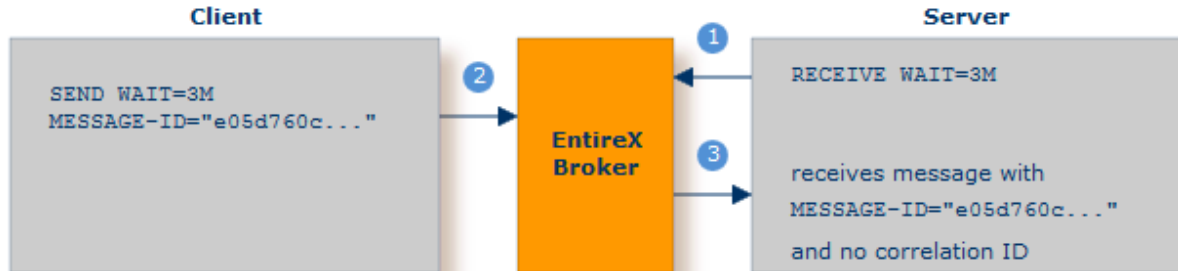 Client
Server
1
RECEIVE WAIT=3M
2
SEND WAIT=3M
MESSAGE-ID="e05d760c..."
EntireX
Broker
3
receives message with
MESSAGE-ID="e05d760c..."
and no correlation ID